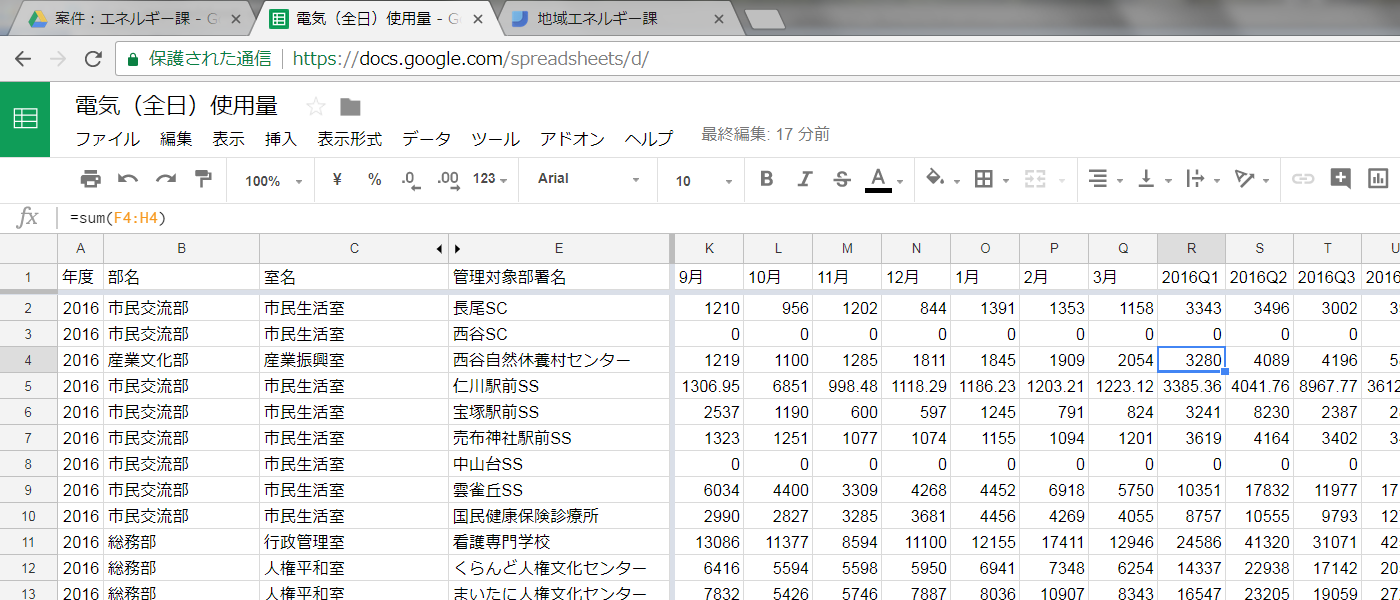 案件：エネルギー課 - G
電気（全日）使用量 - G
地域エネルギー課
保護された通信 https://docs.google.com/spreadsheets/d/
電気（全日）使用量
ファイル 編集 表示 挿入 表示形式 データ ツール アドオン ヘルプ 最終編集: 17 分前
100% ¥ % .0 .00 123 Arial 10 B I S A
fx =sum(F4:H4)
A B C E K L M N O P Q R S T U
1 年度 部名 室名 管理対象部署名 9月 10月 11月 12月 1月 2月 3月 2016Q1 2016Q2 2016Q3 2016
2 2016 市民交流部 市民生活室 長尾SC 1210 956 1202 844 1391 1353 1158 3343 3496 3002
3 2016 市民交流部 市民生活室 西谷SC 0 0 0 0 0 0 0 0 0 0
4 2016 産業文化部 産業振興室 西谷自然休養村センター 1219 1100 1285 1811 1845 1909 2054 3280 4089 4196 5
5 2016 市民交流部 市民生活室 仁川駅前SS 1306.95 6851 998.48 1118.29 1186.23 1203.21 1223.12 3385.36 4041.76 8967.77 3612
6 2016 市民交流部 市民生活室 宝塚駅前SS 2537 1190 600 597 1245 791 824 3241 8230 2387 2
7 2016 市民交流部 市民生活室 売布神社駅前SS 1323 1251 1077 1074 1155 1094 1201 3619 4164 3402 3
8 2016 市民交流部 市民生活室 中山台SS 0 0 0 0 0 0 0 0 0 0
9 2016 市民交流部 市民生活室 雲雀丘SS 6034 4400 3309 4268 4452 6918 5750 10351 17832 11977 17
10 2016 市民交流部 市民生活室 国民健康保険診療所 2990 2827 3285 3681 4456 4269 4055 8757 10555 9793 12
11 2016 総務部 行政管理室 看護専門学校 13086 11377 8594 11100 12155 17411 12946 24586 41320 31071 42
12 2016 総務部 人権平和室 くらんど人権文化センター 6416 5594 5598 5950 6941 7348 6254 14337 22938 17142 20
13 2016 総務部 人権平和室 まいたに人権文化センター 7832 5426 5746 7887 8036 10907 8343 16547 23205 19059 27